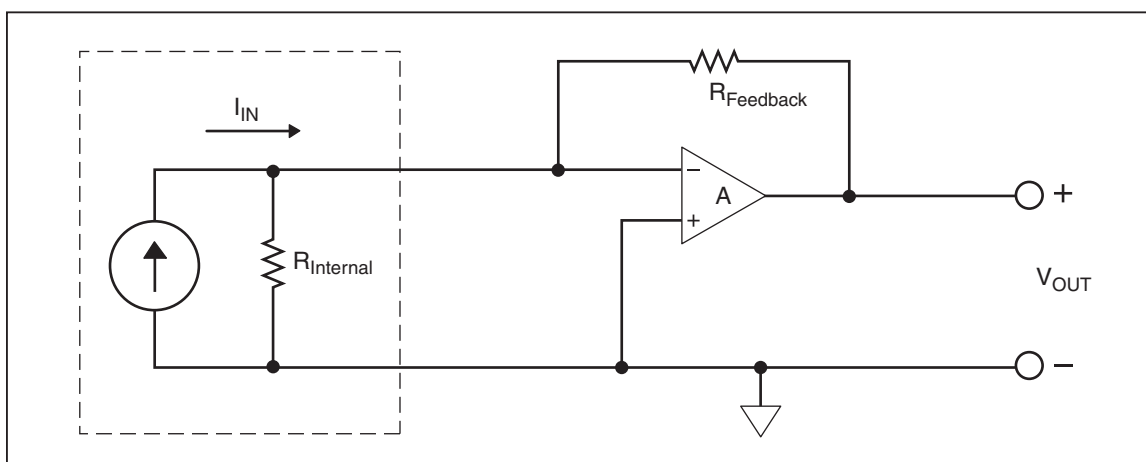 R_Feedback
I_IN
−
A
+
+
R_Internal
V_OUT
−